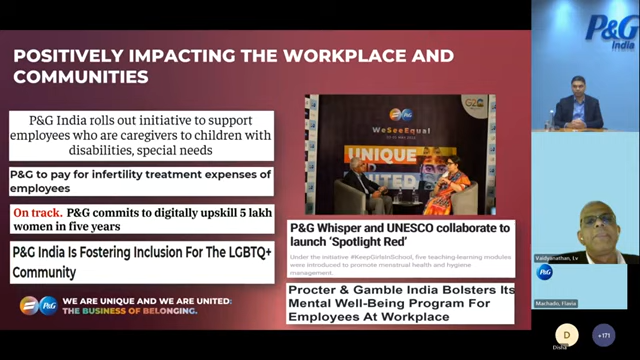 POSITIVELY IMPACTING THE WORKPLACE AND
COMMUNITIES
P&G India rolls out initiative to support
employees who are caregivers to children with
disabilities, special needs
P&G to pay for infertility treatment expenses of
employees
On track. P&G commits to digitally upskill 5 lakh
women in five years
P&G India Is Fostering Inclusion For The LGBTQ+
Community
WE ARE UNIQUE AND WE ARE UNITED:
THE BUSINESS OF BELONGING.
P&G
WeSeeEqual
UNIQUE
UNITED
P&G Whisper and UNESCO collaborate to
launch 'Spotlight Red'
Under the initiative #KeepGirlsInSchool, five teaching-learning modules
were introduced to promote menstrual health and hygiene
management.
Procter & Gamble India Bolsters Its
Mental Well-Being Program For
Employees At Workplace
P&G
India
Vaidyanathan, Lv
P&G
Machado, Flavia
D
Disha
+171